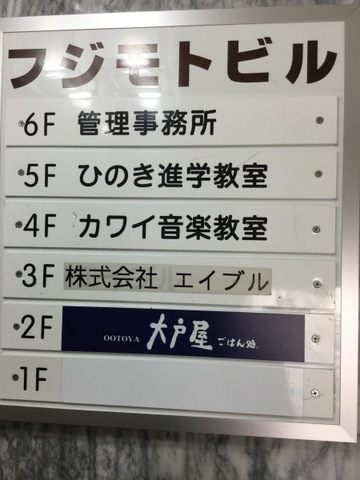 フジモトビル
6F 管理事務所
5F ひのき進学教室
4F カワイ音楽教室
3F 株式会社 エイブル
2F OOTOYA 大戸屋 ごはん処
1F